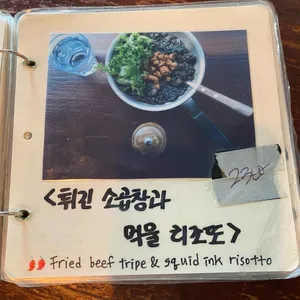 <튀긴 소곱창과
먹물 리조또>
Fried beef tripe & squid ink risotto